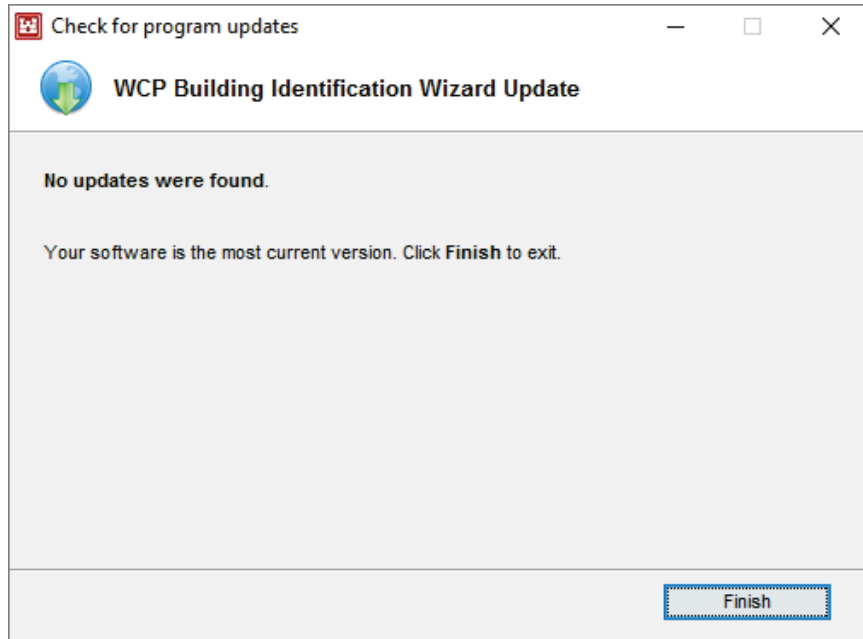 Check for program updates
WCP Building Identification Wizard Update
No updates were found.
Your software is the most current version. Click Finish to exit.
Finish